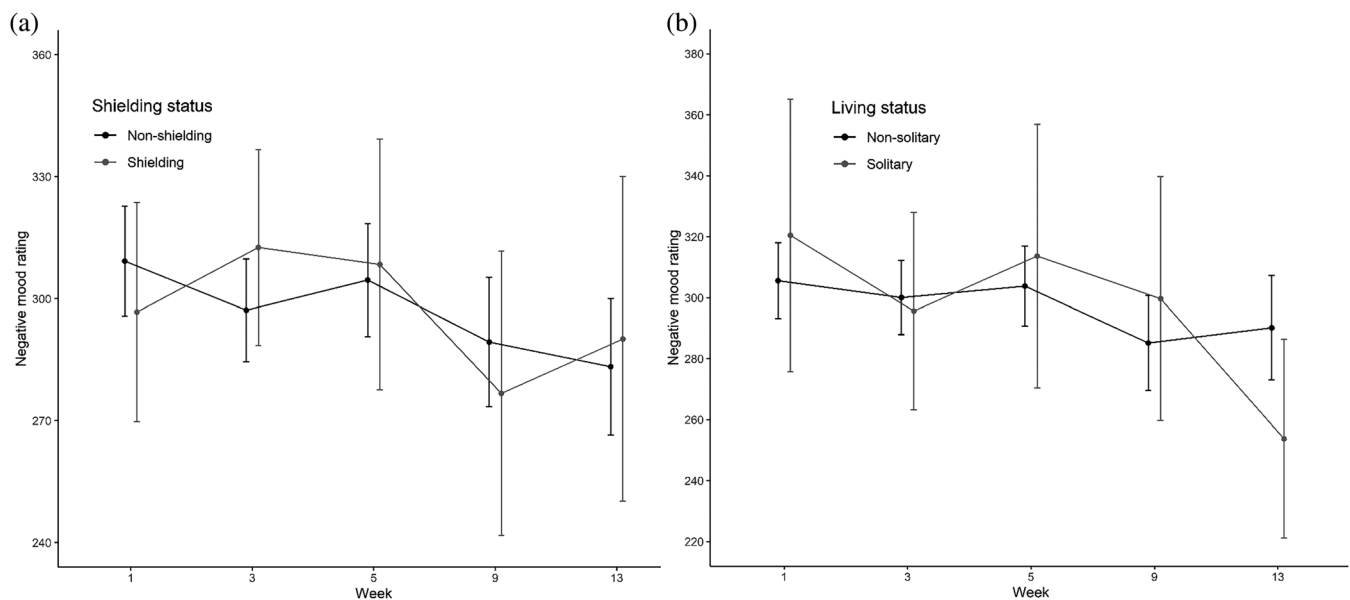 (a)
360
330
300
270
240
Negative mood rating
Shielding status
Non-shielding
Shielding
1 3 5 9 13
Week
(b)
380
360
340
320
300
280
260
240
220
Negative mood rating
Living status
Non-solitary
Solitary
1 3 5 9 13
Week